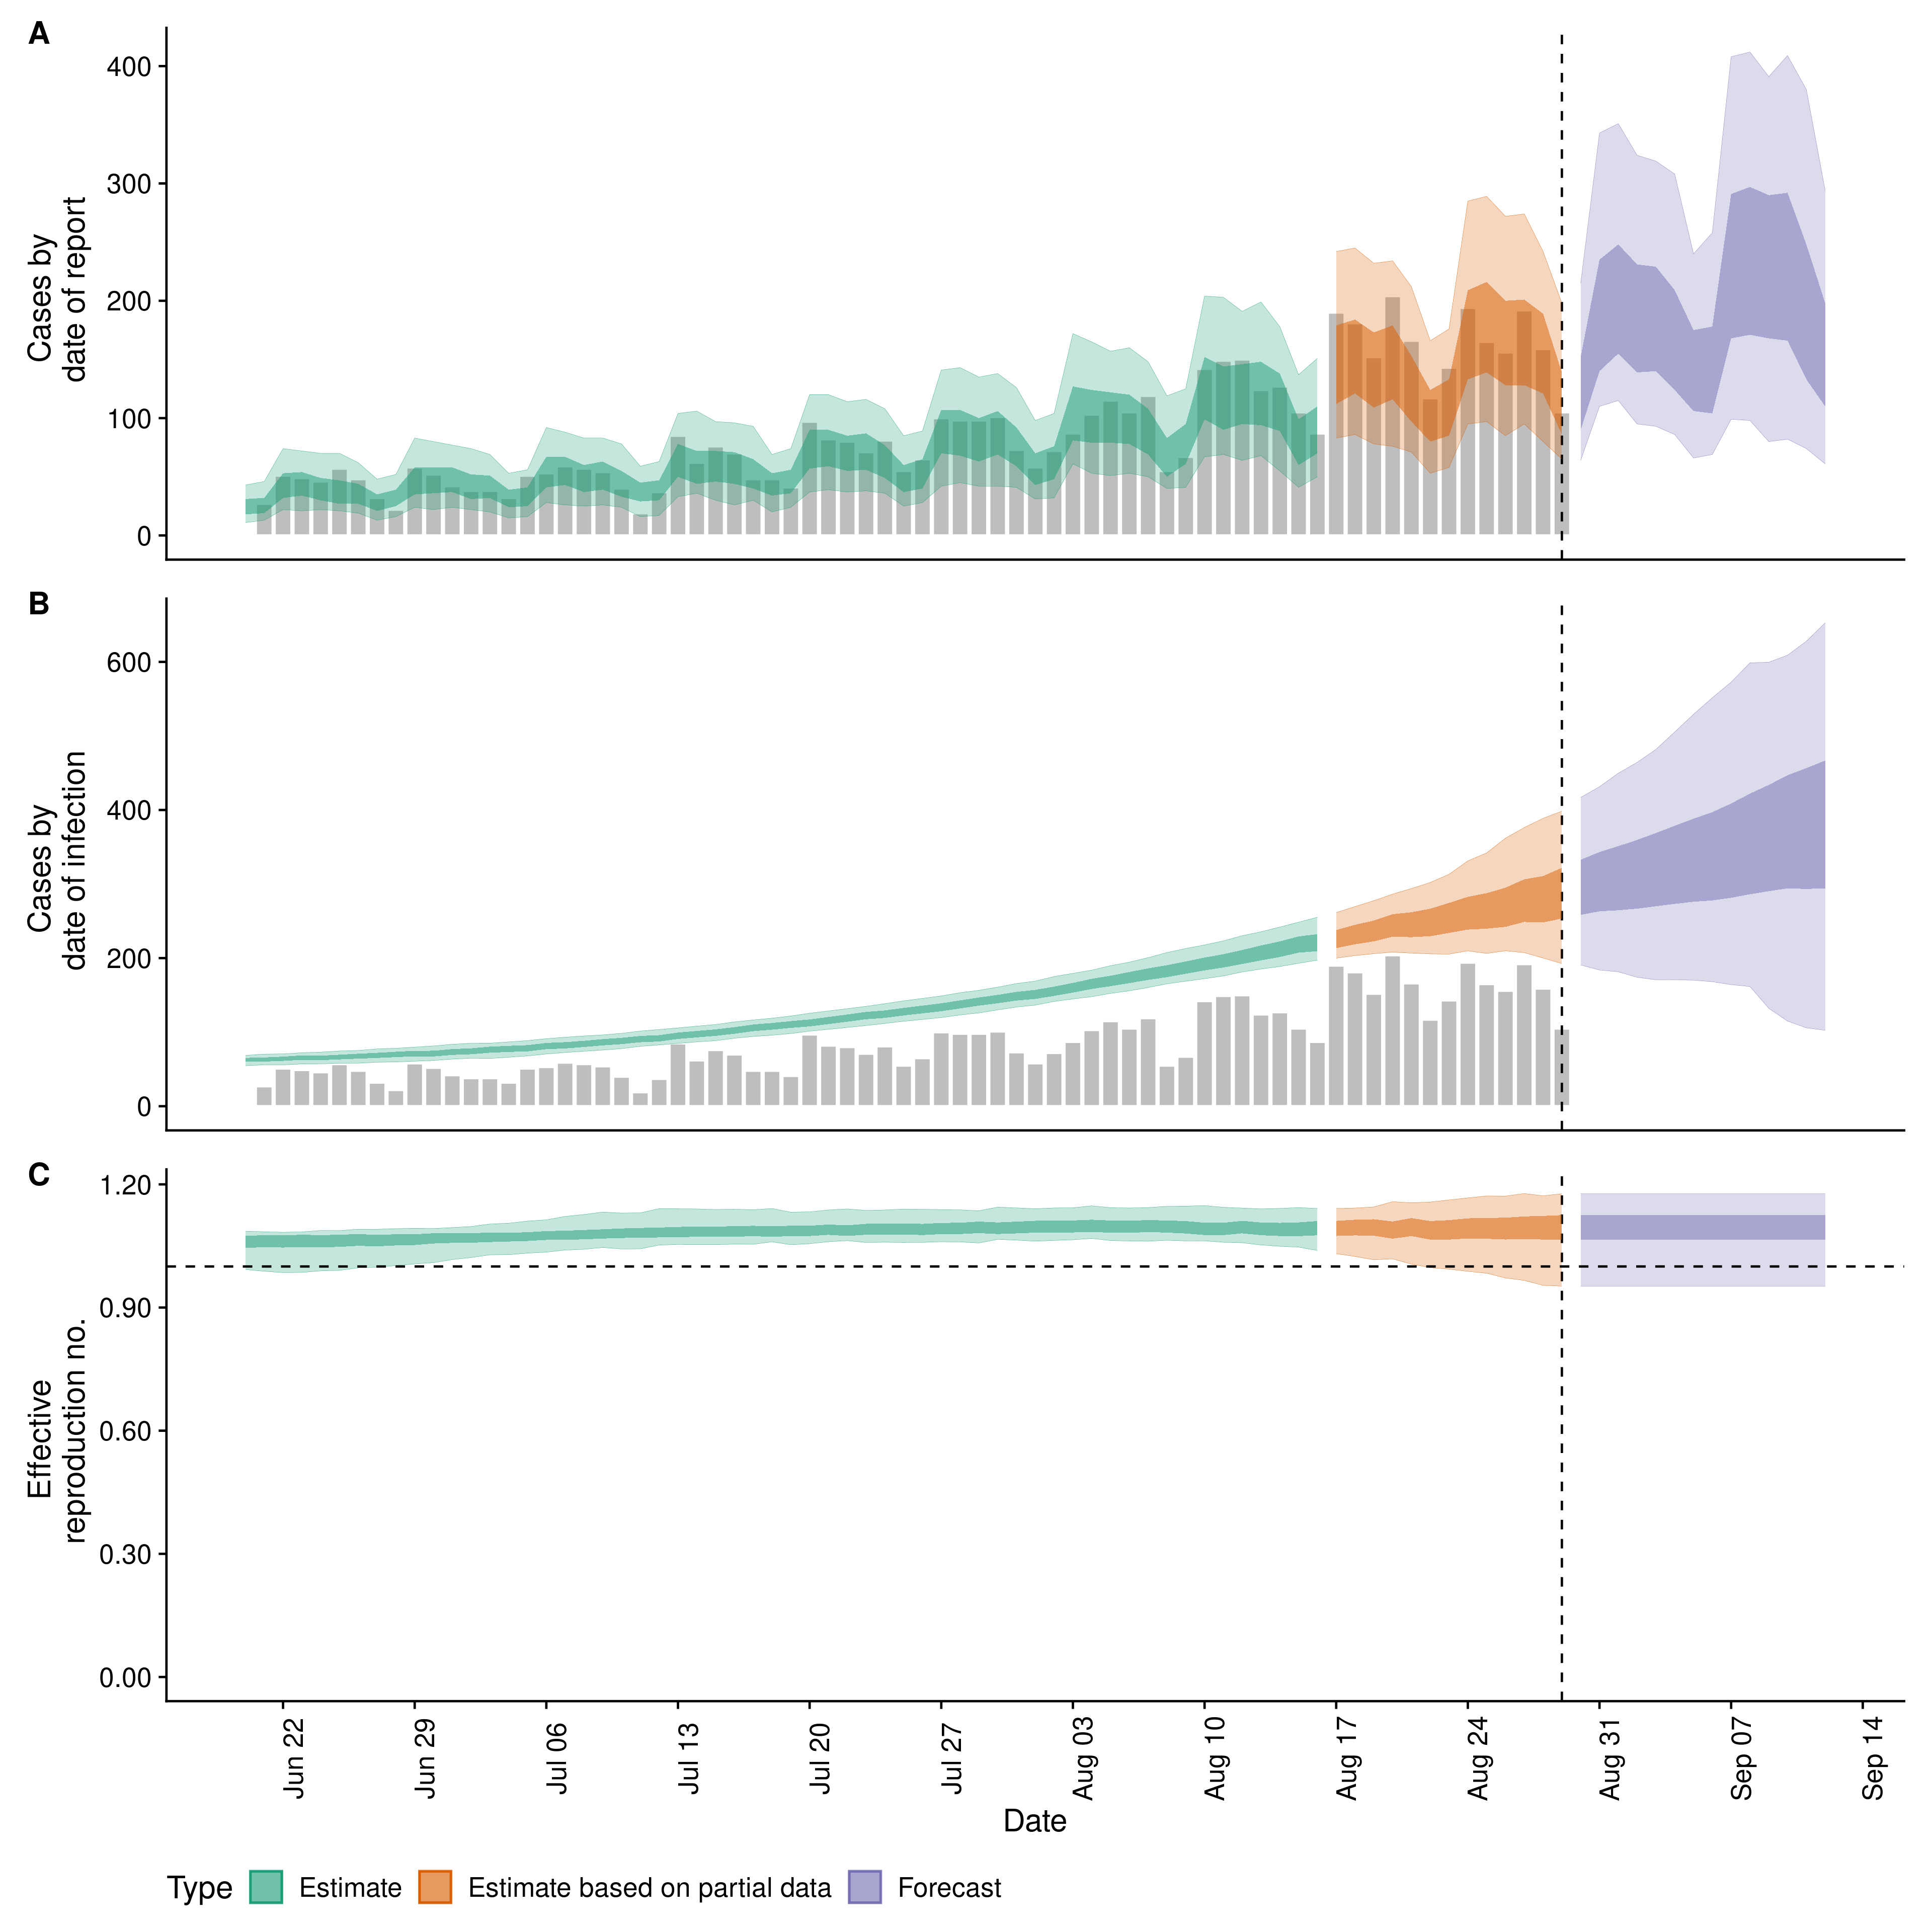 A
Cases by
date of report
400
300
200
100
0
B
Cases by
date of infection
600
400
200
0
C
Effective
reproduction no.
1.20
0.90
0.60
0.30
0.00
Jun 22
Jun 29
Jul 06
Jul 13
Jul 20
Jul 27
Aug 03
Aug 10
Aug 17
Aug 24
Aug 31
Sep 07
Sep 14
Date
Type Estimate Estimate based on partial data Forecast